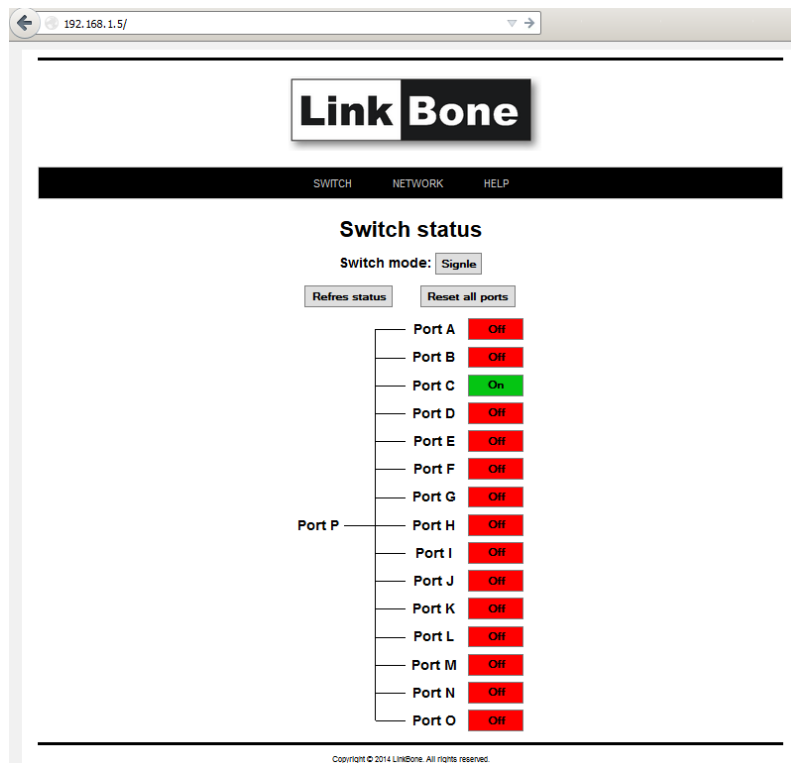 192.168.1.5/
Link Bone
SWITCH NETWORK HELP
Switch status
Switch mode: Signle
Refres status Reset all ports
Port A Off
Port B Off
Port C On
Port D Off
Port E Off
Port F Off
Port G Off
Port P Port H Off
Port I Off
Port J Off
Port K Off
Port L Off
Port M Off
Port N Off
Port O Off
Copyright © 2014 LinkBone. All rights reserved.